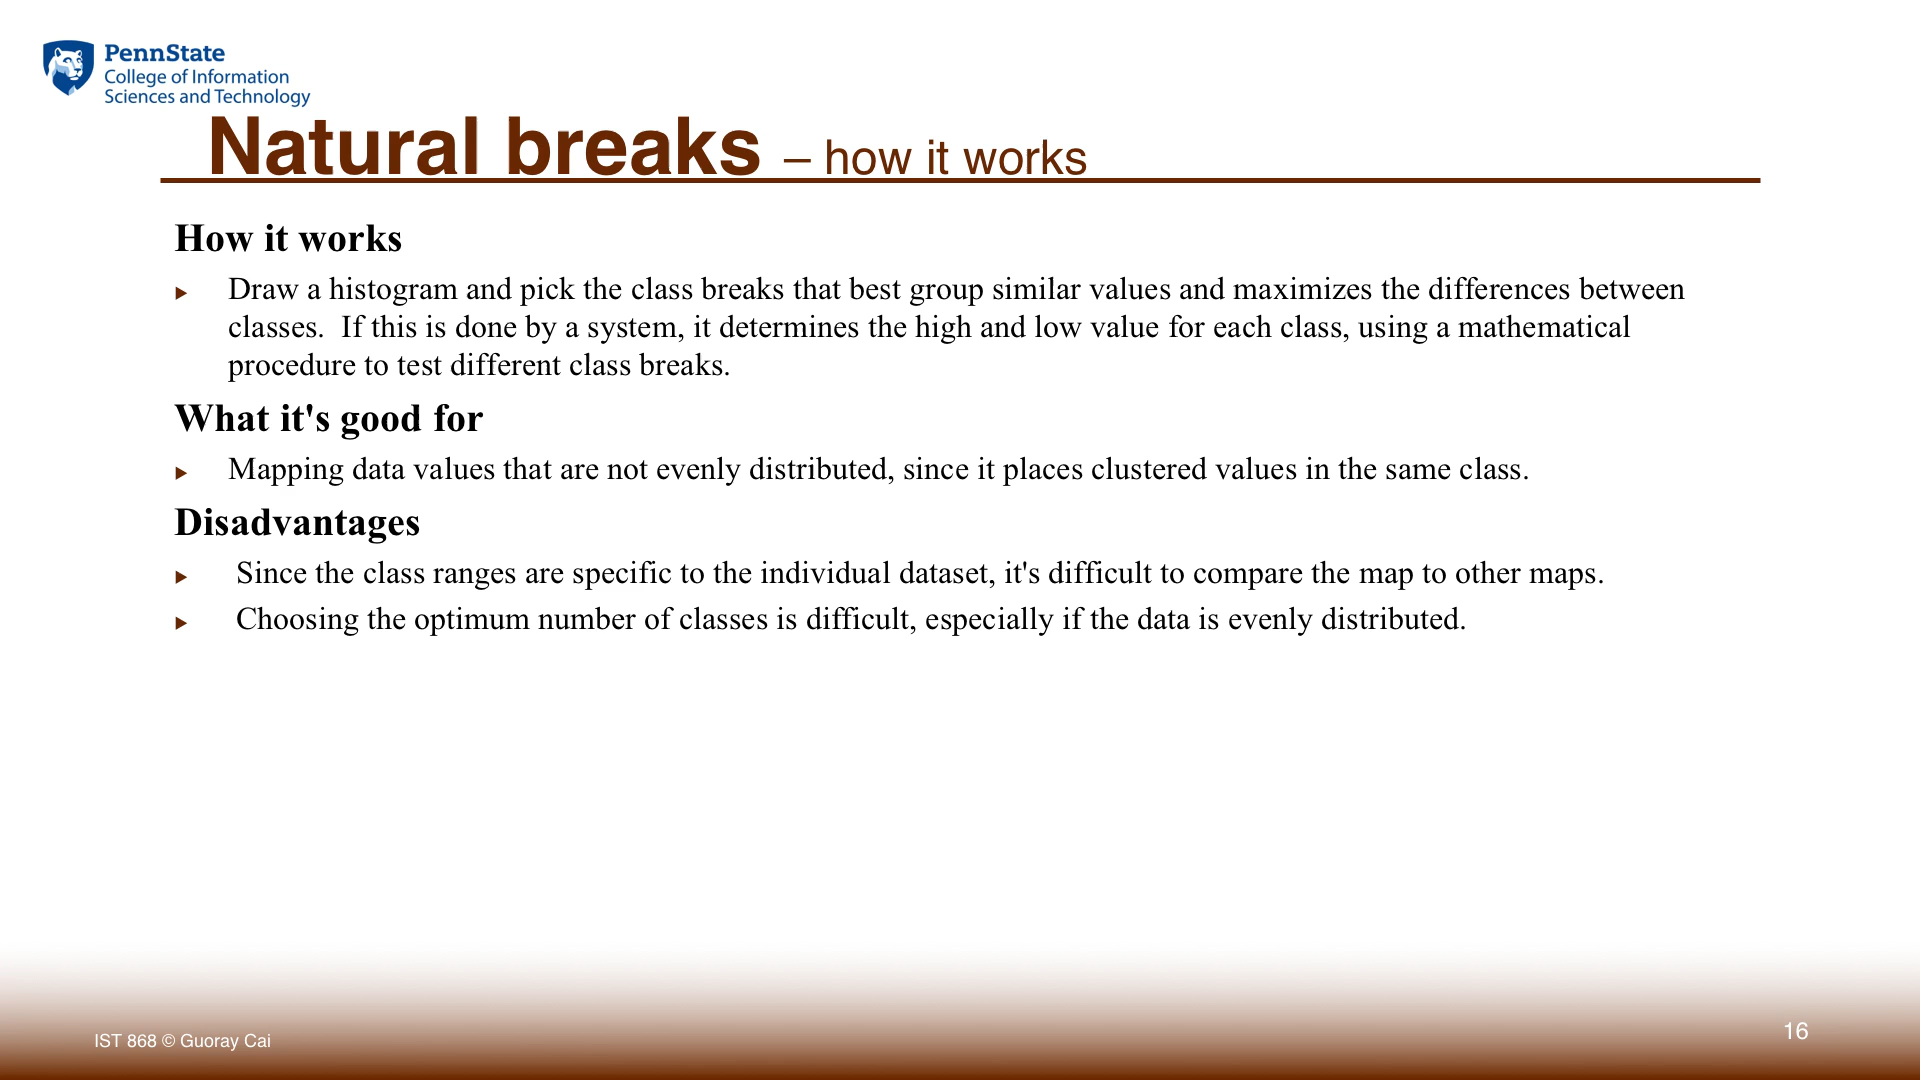 PennState
College of Information
Sciences and Technology
Natural breaks – how it works
How it works
Draw a histogram and pick the class breaks that best group similar values and maximizes the differences between
classes.  If this is done by a system, it determines the high and low value for each class, using a mathematical
procedure to test different class breaks.
What it's good for
Mapping data values that are not evenly distributed, since it places clustered values in the same class.
Disadvantages
Since the class ranges are specific to the individual dataset, it's difficult to compare the map to other maps.
Choosing the optimum number of classes is difficult, especially if the data is evenly distributed.
IST 868 © Guoray Cai
16